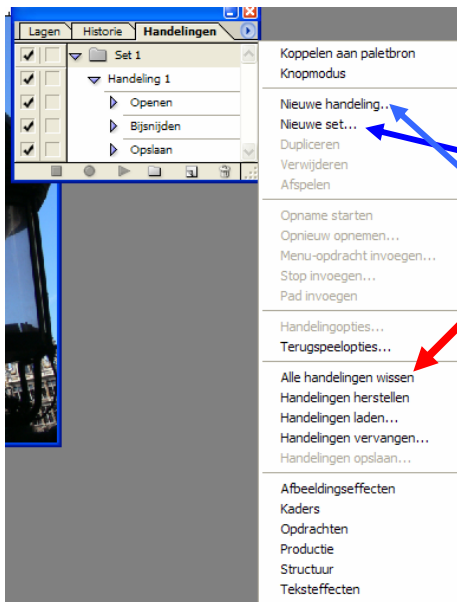 Lagen Historie Handelingen
Set 1
Handeling 1
Openen
Bijsnijden
Opslaan
Koppelen aan paletbron
Knopmodus
Nieuwe handeling...
Nieuwe set...
Dupliceren
Verwijderen
Afspelen
Opname starten
Opnieuw opnemen...
Menu-opdracht invoegen...
Stop invoegen...
Pad invoegen
Handelingopties...
Terugspeelopties...
Alle handelingen wissen
Handelingen herstellen
Handelingen laden...
Handelingen vervangen...
Handelingen opslaan...
Afbeeldingseffecten
Kaders
Opdrachten
Productie
Structuur
Teksteffecten